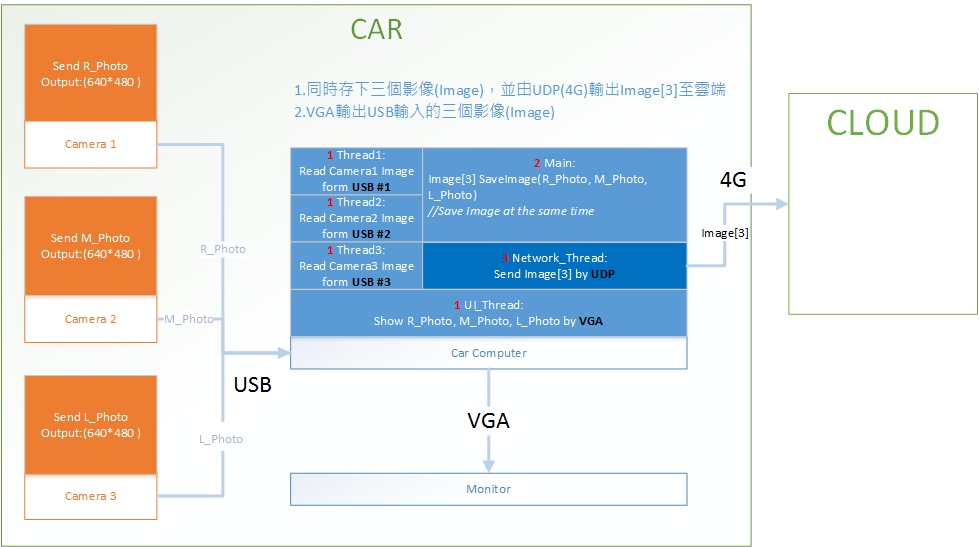 CAR
1.同時存下三個影像(Image)，並由UDP(4G)輸出Image[3]至雲端
2.VGA輸出USB輸入的三個影像(Image)
Send R_Photo
Output:(640*480 )
Camera 1
Send M_Photo
Output:(640*480 )
Camera 2
Send L_Photo
Output:(640*480 )
Camera 3
R_Photo
M_Photo
L_Photo
USB
1 Thread1:
Read Camera1 Image
form USB #1
1 Thread2:
Read Camera2 Image
form USB #2
1 Thread3:
Read Camera3 Image
form USB #3
2 Main:
Image[3] SaveImage(R_Photo, M_Photo,
L_Photo)
//Save Image at the same time
3 Network_Thread:
Send Image[3] by UDP
1 UI_Thread:
Show R_Photo, M_Photo, L_Photo by VGA
Car Computer
VGA
Monitor
4G
Image[3]
CLOUD